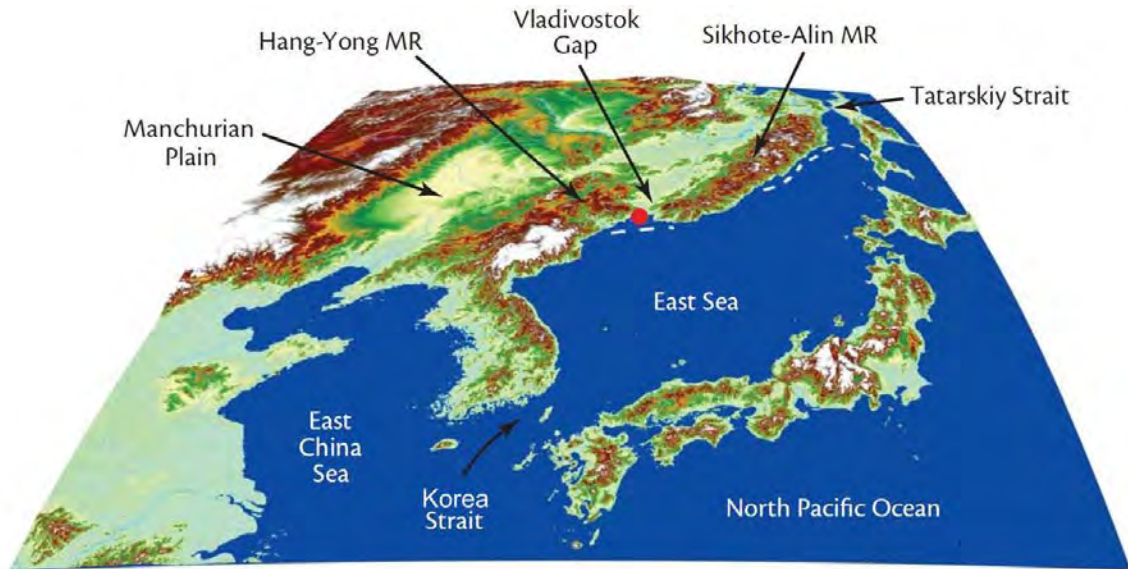 Vladivostok
Gap
Hang-Yong MR
Sikhote-Alin MR
Tatarskiy Strait
Manchurian
Plain
East Sea
East
China
Sea
Korea
Strait
North Pacific Ocean